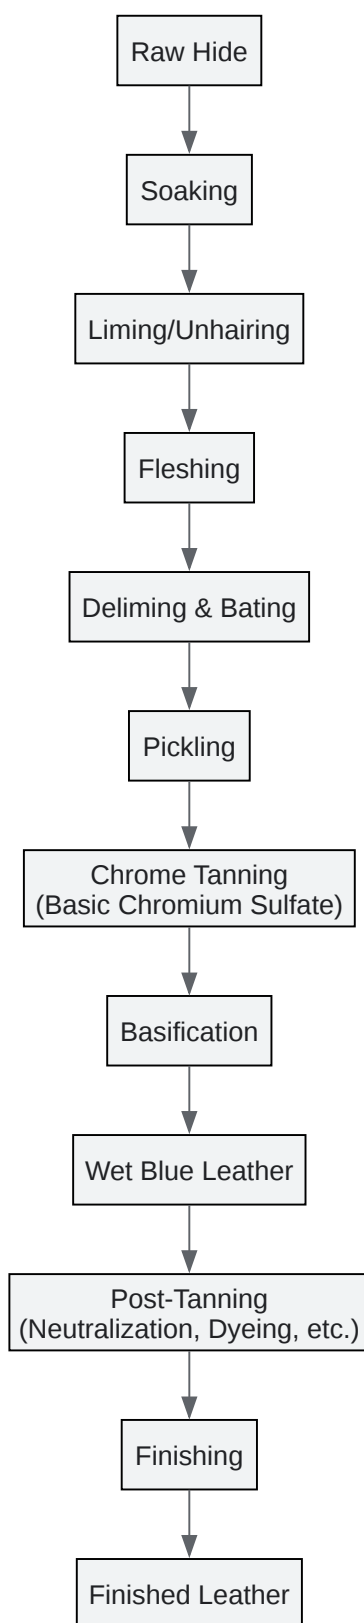 Raw Hide
Soaking
Liming/Unhairing
Fleshing
Deliming & Bating
Pickling
Chrome Tanning
(Basic Chromium Sulfate)
Basification
Wet Blue Leather
Post-Tanning
(Neutralization, Dyeing, etc.)
Finishing
Finished Leather